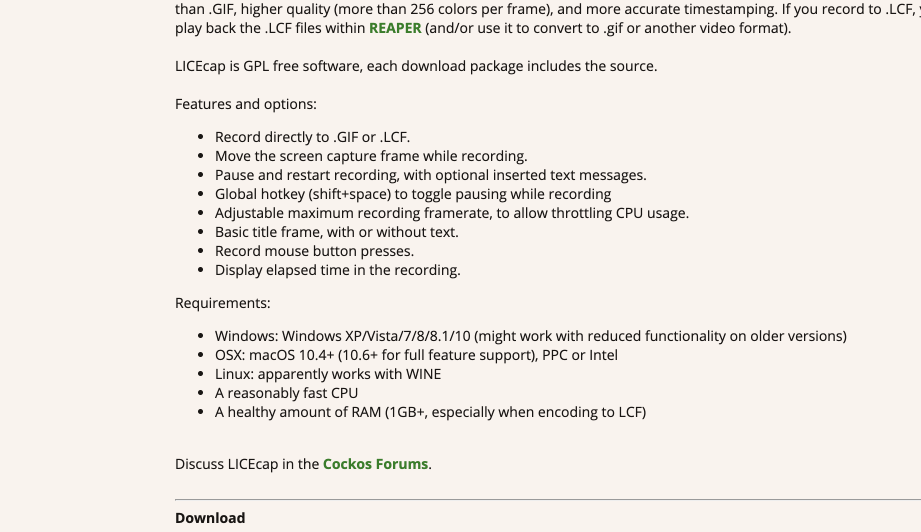 than .GIF, higher quality (more than 256 colors per frame), and more accurate timestamping. If you record to .LCF,
play back the .LCF files within REAPER (and/or use it to convert to .gif or another video format).
LICEcap is GPL free software, each download package includes the source.
Features and options:
• Record directly to .GIF or .LCF.
• Move the screen capture frame while recording.
• Pause and restart recording, with optional inserted text messages.
• Global hotkey (shift+space) to toggle pausing while recording
• Adjustable maximum recording framerate, to allow throttling CPU usage.
• Basic title frame, with or without text.
• Record mouse button presses.
• Display elapsed time in the recording.
Requirements:
• Windows: Windows XP/Vista/7/8/8.1/10 (might work with reduced functionality on older versions)
• OSX: macOS 10.4+ (10.6+ for full feature support), PPC or Intel
• Linux: apparently works with WINE
• A reasonably fast CPU
• A healthy amount of RAM (1GB+, especially when encoding to LCF)
Discuss LICEcap in the Cockos Forums.
Download